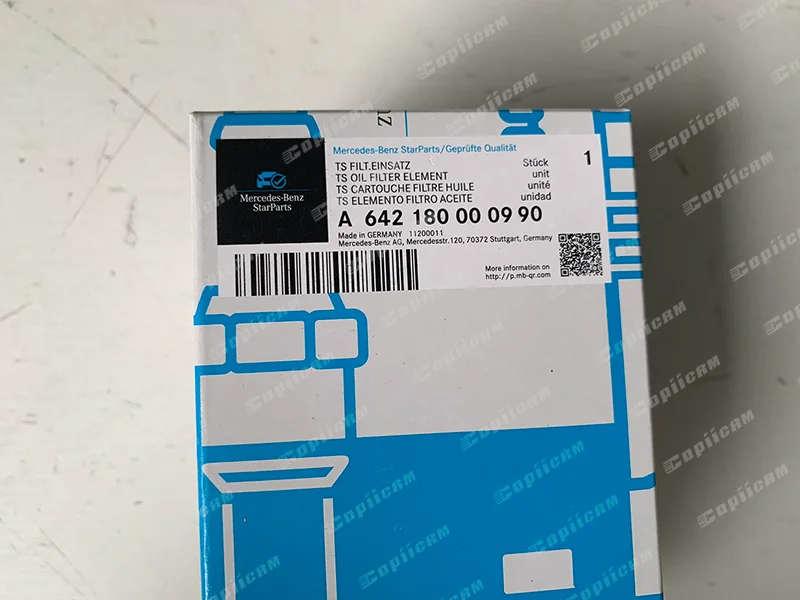 Mercedes-Benz StarParts/Geprüfte Qualität
TS FILT.EINSATZ Stück 1
TS OIL FILTER ELEMENT unit
TS CARTOUCHE FILTRE HUILE unité
TS ELEMENTO FILTRO ACEITE unidad
A 642 180 00 09 90
Made in GERMANY 11200011
Mercedes-Benz AG, Mercedesstr.120, 70372 Stuttgart, Germany
Mercedes-Benz
StarParts
More information on
http://p.mb-qr.com
CopiiCAM